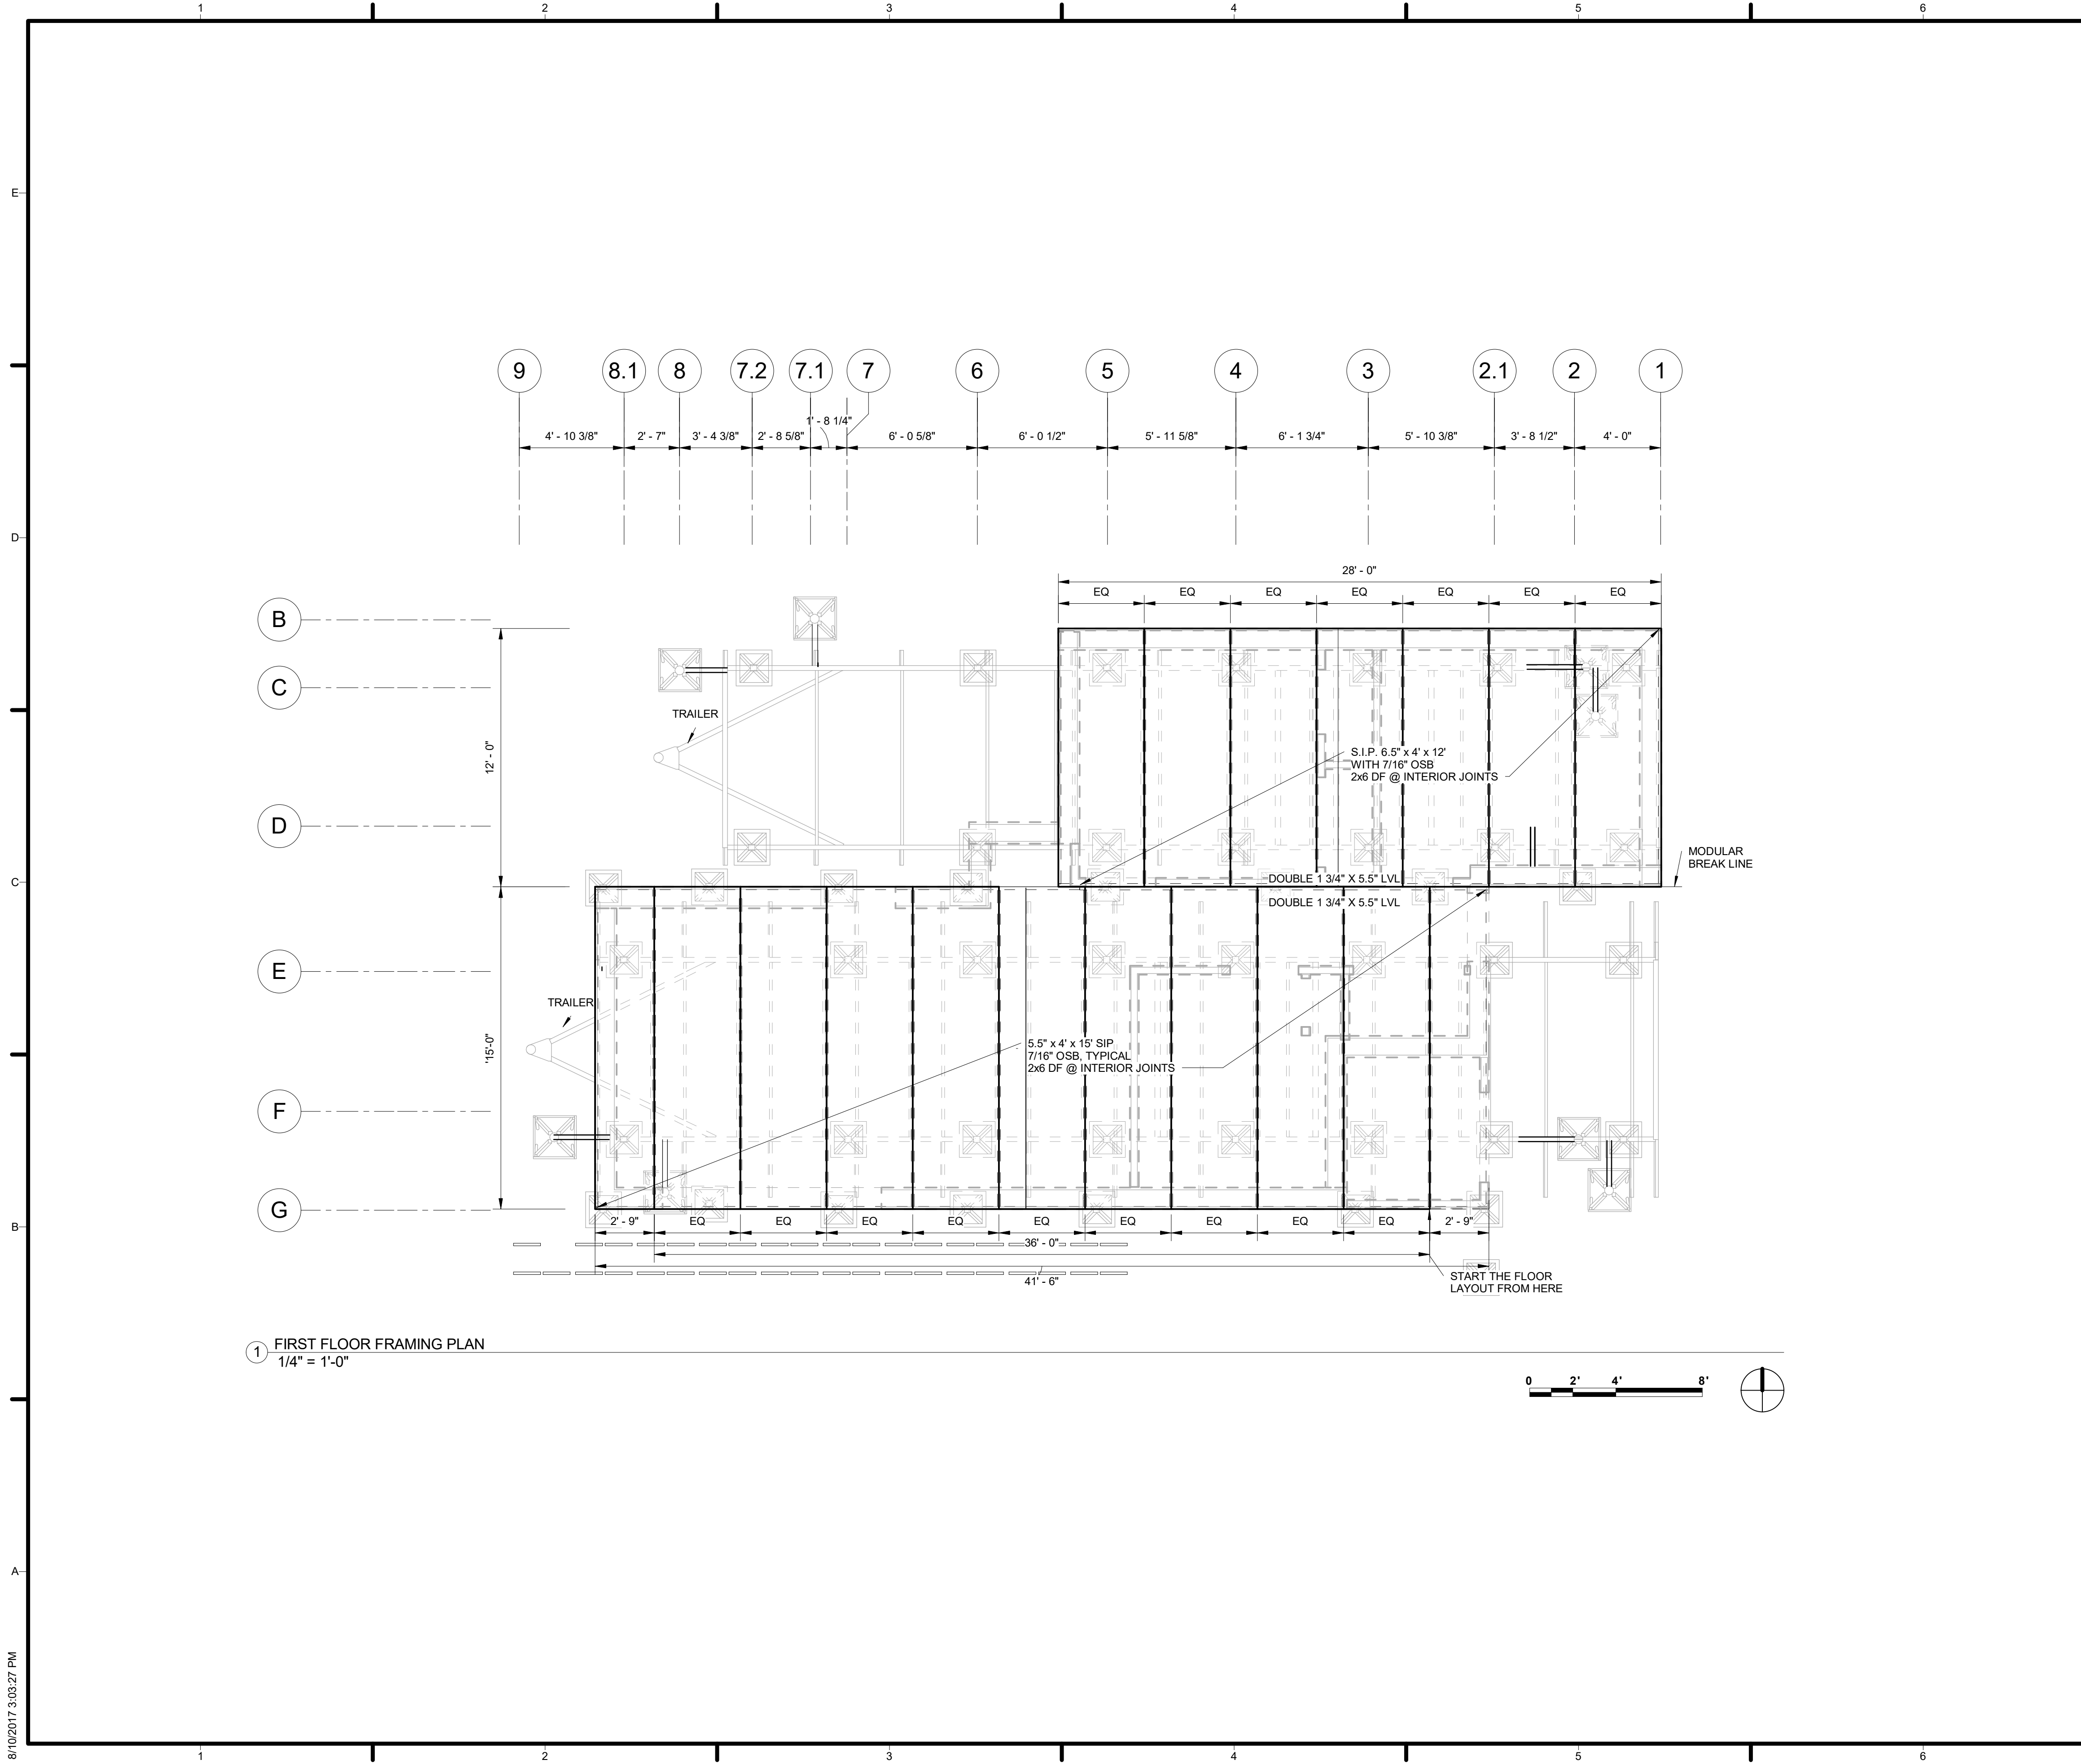 1 2 3 4 5 6
E
D
C
B
A
9 8.1 8 7.2 7.1 7 6 5 4 3 2.1 2 1
1' - 8 1/4"
4' - 10 3/8" 2' - 7" 3' - 4 3/8" 2' - 8 5/8" 6' - 0 5/8" 6' - 0 1/2" 5' - 11 5/8" 6' - 1 3/4" 5' - 10 3/8" 3' - 8 1/2" 4' - 0"
28' - 0"
EQ EQ EQ EQ EQ EQ EQ
B
C
TRAILER
12' - 0"
S.I.P. 6.5" x 4' x 12'
WITH 7/16" OSB
2x6 DF @ INTERIOR JOINTS
D
MODULAR
BREAK LINE
DOUBLE 1 3/4" X 5.5" LVL
DOUBLE 1 3/4" X 5.5" LVL
E
TRAILER
'15'-0"
5.5" x 4' x 15' SIP
7/16" OSB, TYPICAL
2x6 DF @ INTERIOR JOINTS
F
G
2' - 9" EQ EQ EQ EQ EQ EQ EQ EQ EQ 2' - 9"
36' - 0"
41' - 6"
START THE FLOOR
LAYOUT FROM HERE
1 FIRST FLOOR FRAMING PLAN
1/4" = 1'-0"
0 2' 4' 8'
8/10/2017 3:03:27 PM
1 2 3 4 5 6